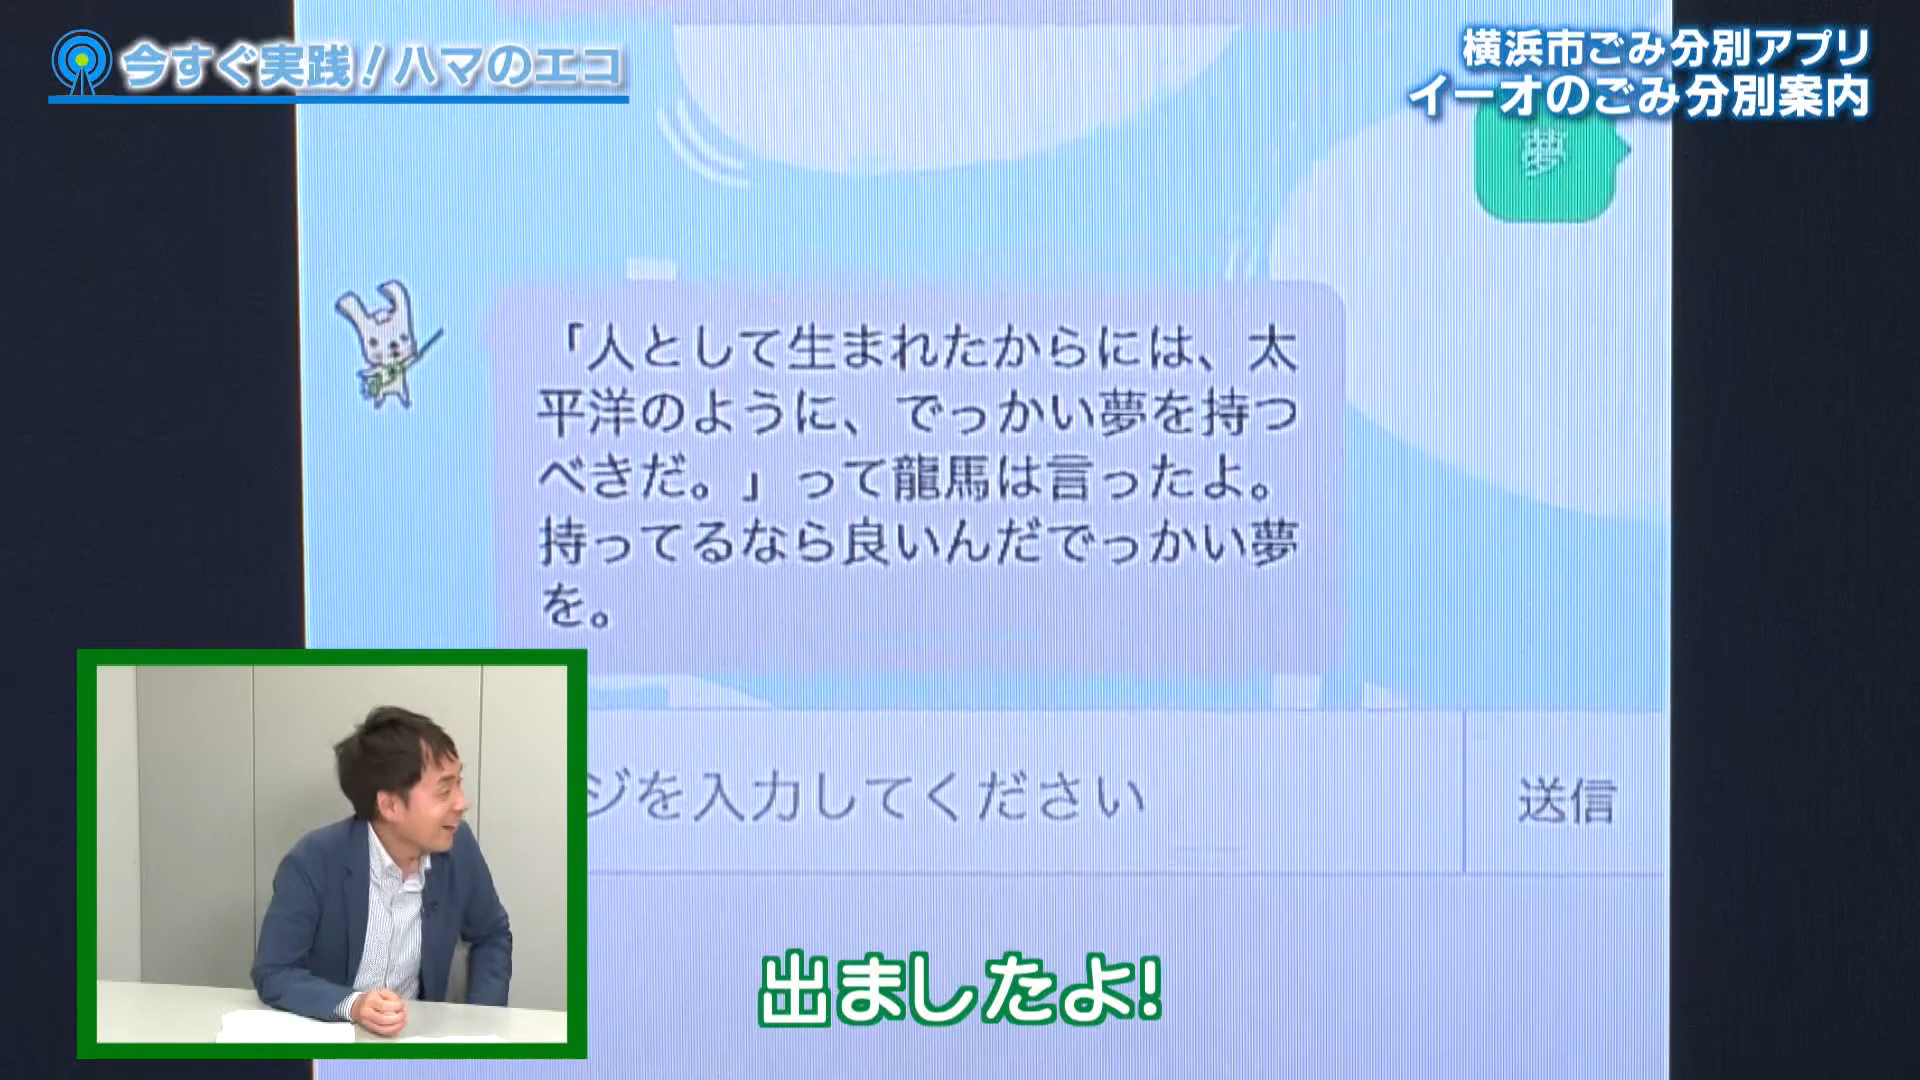 今すぐ実践!ハマのエコ
横浜市ごみ分別アプリ
イーオのごみ分別案内
夢
「人として生まれたからには、太
平洋のように、でっかい夢を持つ
べきだ。」って龍馬は言ったよ。
持ってるなら良いんだでっかい夢
を。
ジを入力してください
送信
出ましたよ!